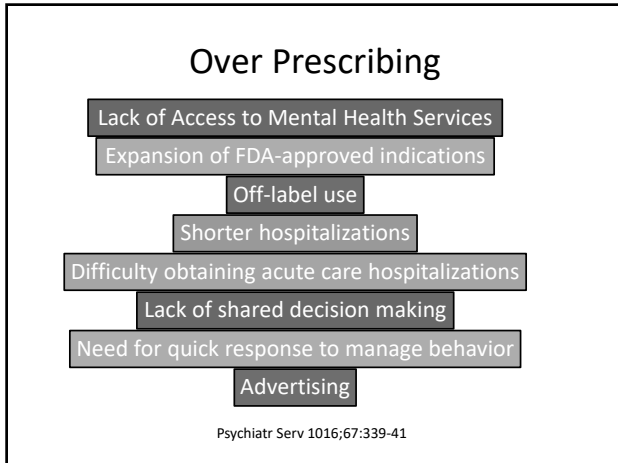 Over Prescribing
Lack of Access to Mental Health Services
Expansion of FDA-approved indications
Off-label use
Shorter hospitalizations
Difficulty obtaining acute care hospitalizations
Lack of shared decision making
Need for quick response to manage behavior
Advertising
Psychiatr Serv 1016;67:339-41